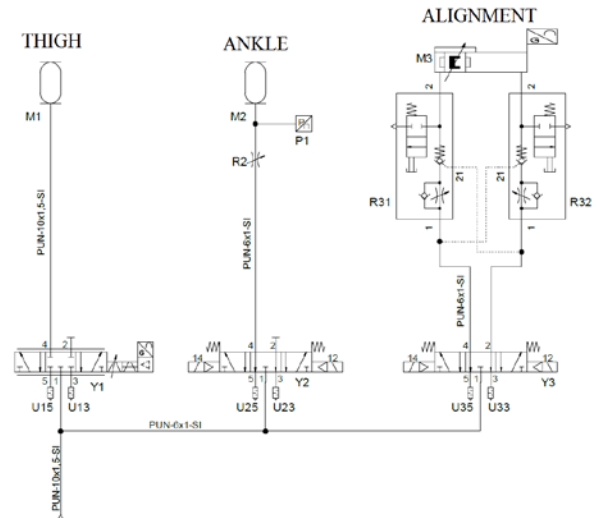 ALIGNMENT
THIGH
ANKLE
M3
M1
M2
P1
R2
2
2
21
21
R31
R32
1
1
PUN-10x1,5-SI
PUN-6x1-SI
PUN-6x1-SI
4
2
4
2
4
2
14
12
14
12
Y1
Y2
Y3
5
1
3
5
1
3
5
1
3
U15
U13
U25
U23
U35
U33
PUN-6x1-SI
PUN-10x1,5-SI